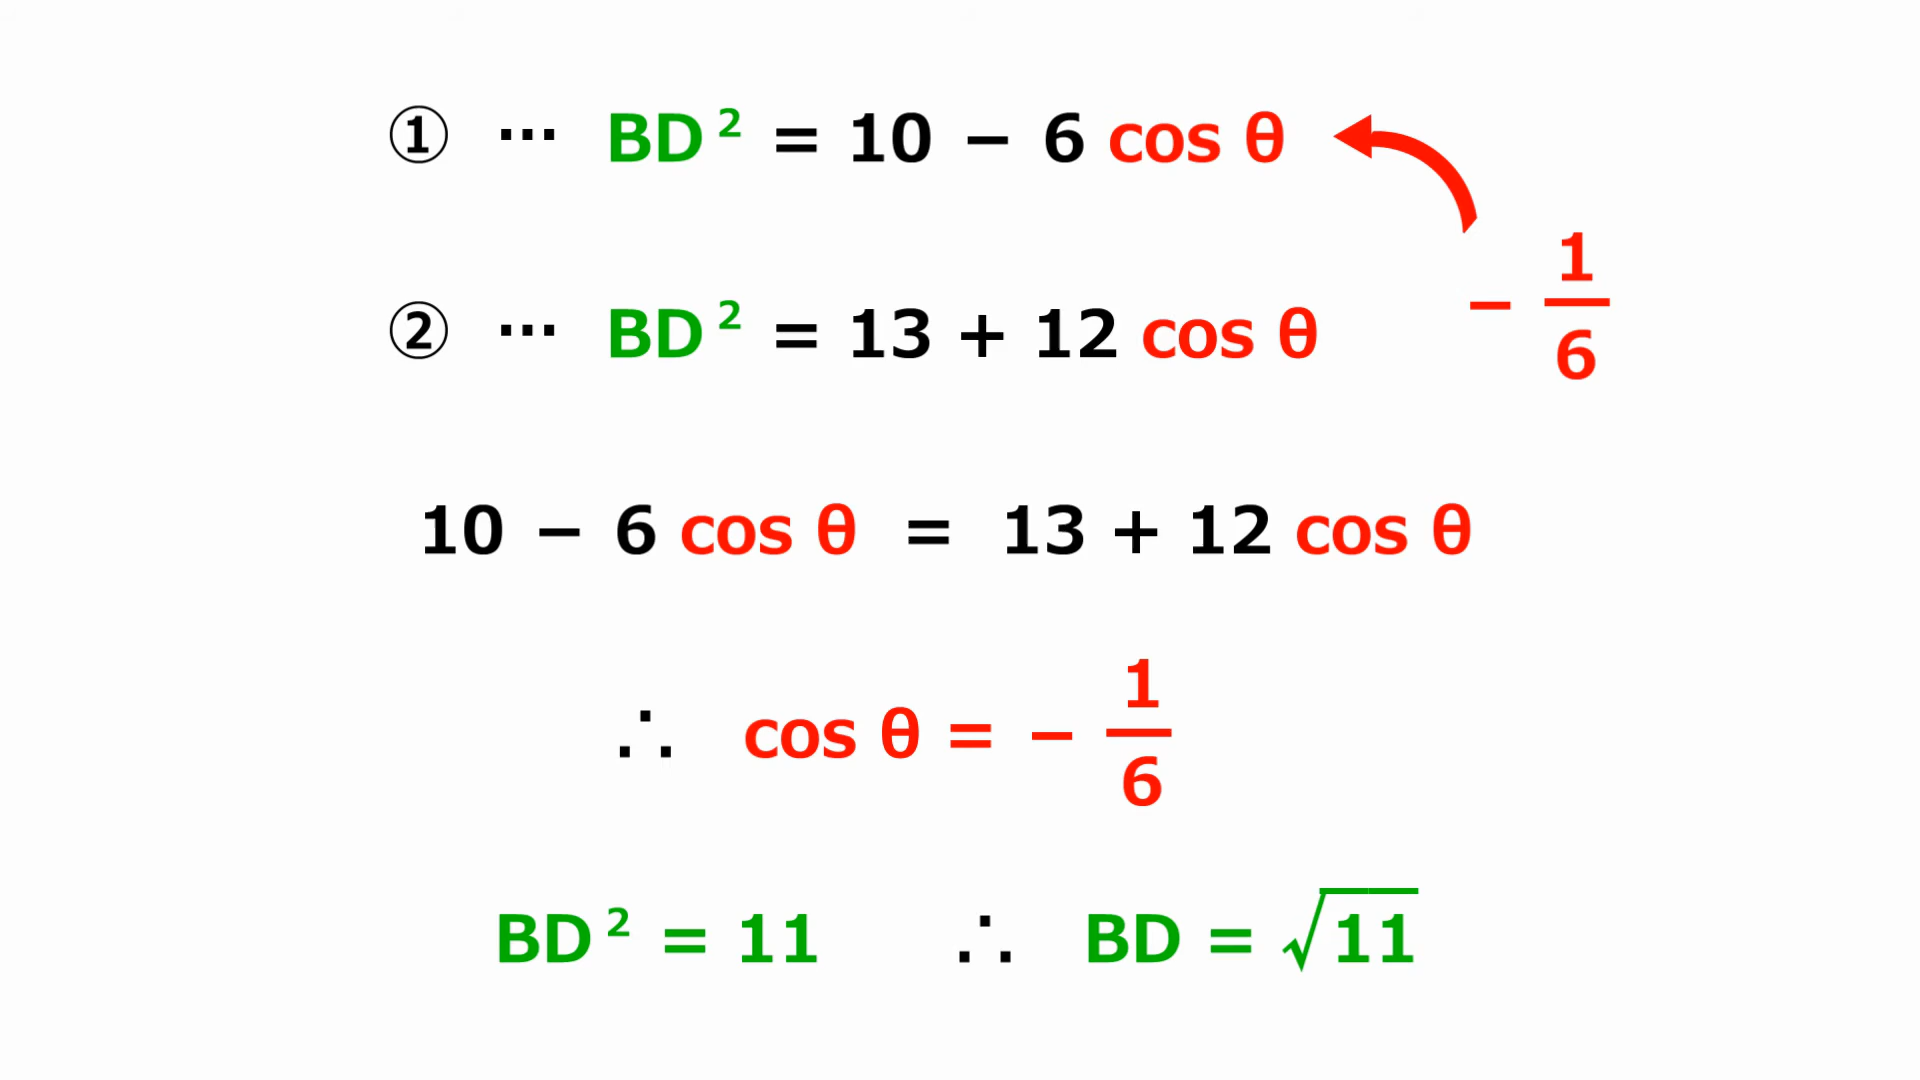 ① … BD² = 10 − 6 cos θ
− 1/6
② … BD² = 13 + 12 cos θ
10 − 6 cos θ = 13 + 12 cos θ
∴ cos θ = − 1/6
BD² = 11 ∴ BD = √11